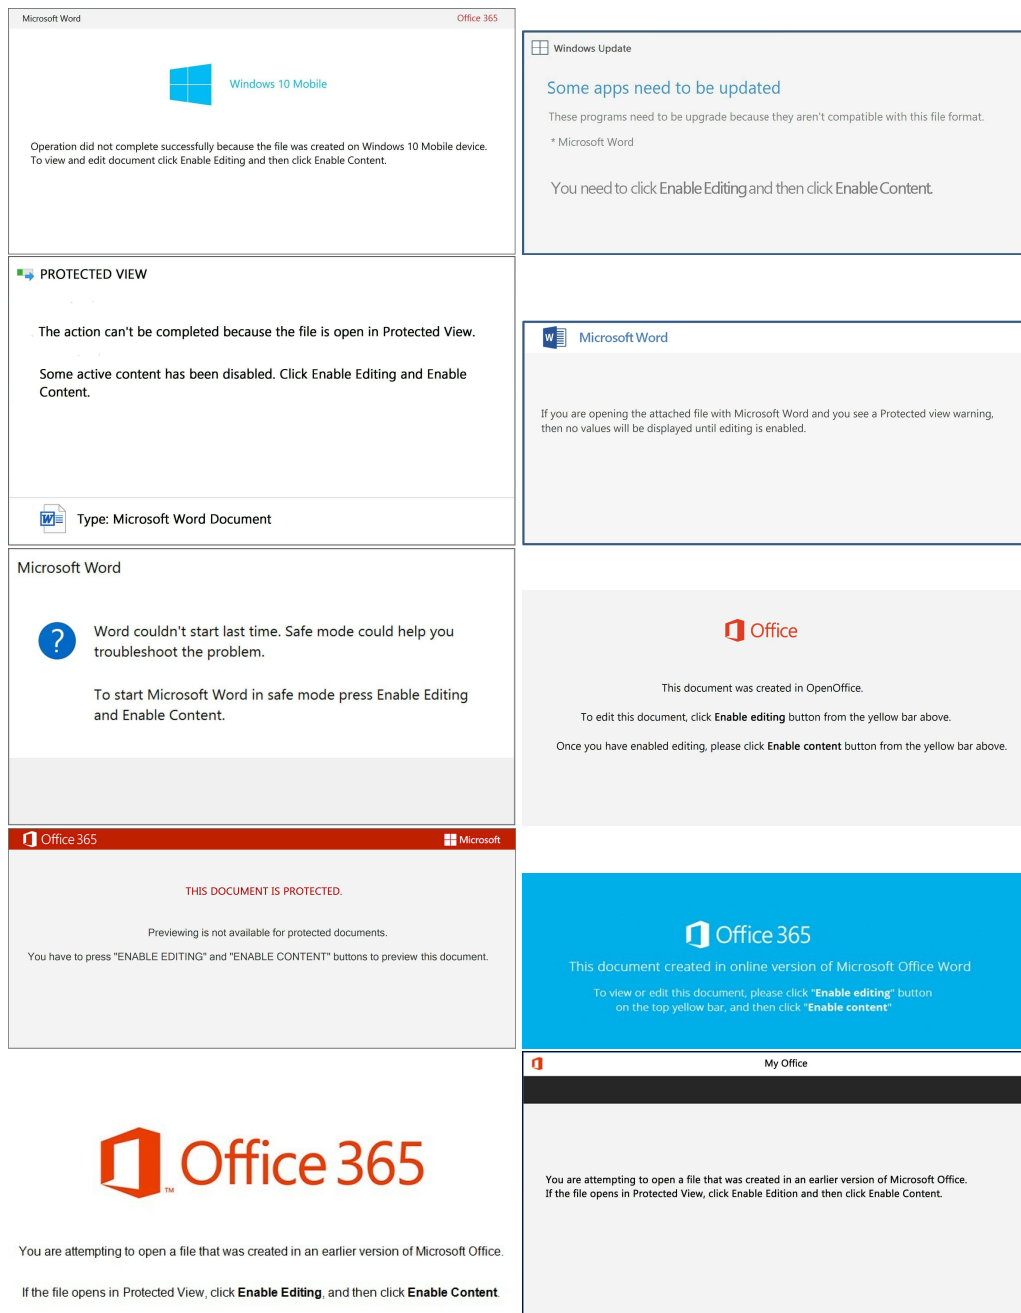 Microsoft Word
Office 365
Windows 10 Mobile
Operation did not complete successfully because the file was created on Windows 10 Mobile device.
To view and edit document click Enable Editing and then click Enable Content.
Windows Update
Some apps need to be updated
These programs need to be upgrade because they aren't compatible with this file format.
* Microsoft Word
You need to click Enable Editing and then click Enable Content.
PROTECTED VIEW
The action can't be completed because the file is open in Protected View.
Some active content has been disabled. Click Enable Editing and Enable
Content.
Type: Microsoft Word Document
Microsoft Word
If you are opening the attached file with Microsoft Word and you see a Protected view warning,
then no values will be displayed until editing is enabled.
Microsoft Word
Word couldn't start last time. Safe mode could help you
troubleshoot the problem.
To start Microsoft Word in safe mode press Enable Editing
and Enable Content.
Office
This document was created in OpenOffice.
To edit this document, click Enable editing button from the yellow bar above.
Once you have enabled editing, please click Enable content button from the yellow bar above.
Office 365
Microsoft
THIS DOCUMENT IS PROTECTED.
Previewing is not available for protected documents.
You have to press "ENABLE EDITING" and "ENABLE CONTENT" buttons to preview this document.
Office 365
This document created in online version of Microsoft Office Word
To view or edit this document, please click "Enable editing" button
on the top yellow bar, and then click "Enable content"
Office 365™
You are attempting to open a file that was created in an earlier version of Microsoft Office.
If the file opens in Protected View, click Enable Editing, and then click Enable Content.
My Office
You are attempting to open a file that was created in an earlier version of Microsoft Office.
If the file opens in Protected View, click Enable Edition and then click Enable Content.